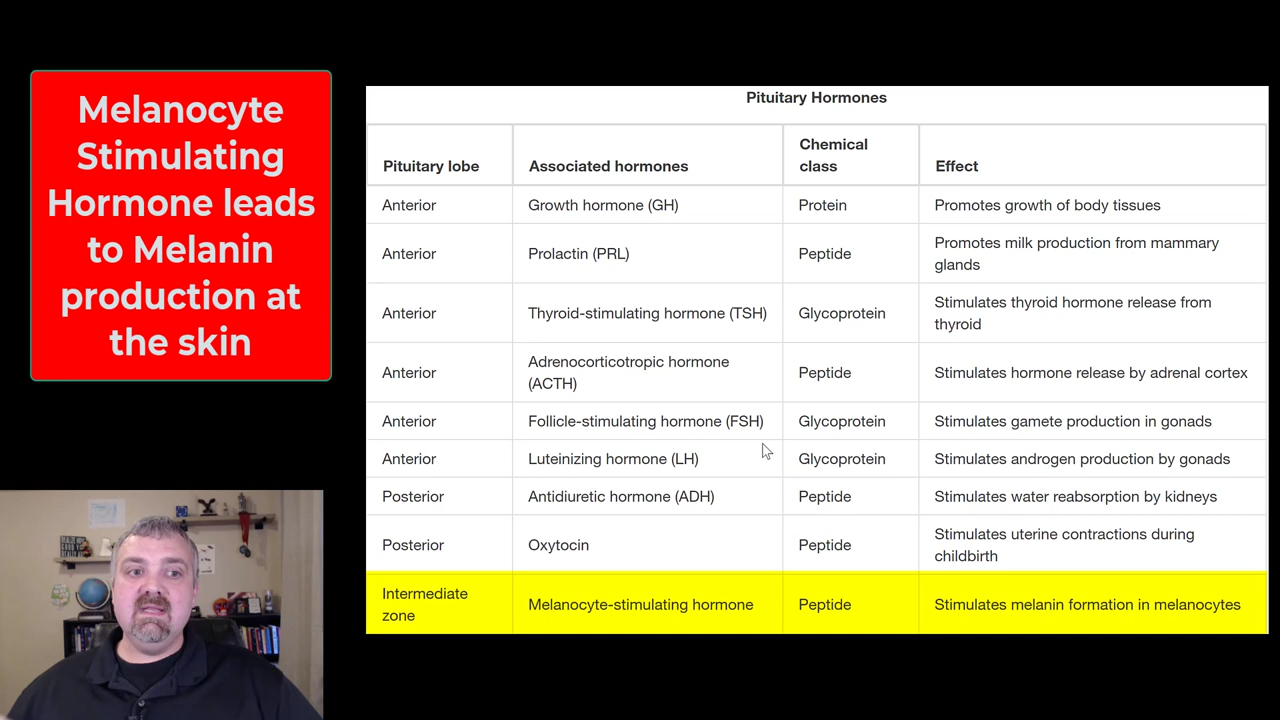 Melanocyte
Stimulating
Hormone leads
to Melanin
production at
the skin
Pituitary Hormones
Pituitary lobe Associated hormones Chemical class Effect
Anterior Growth hormone (GH) Protein Promotes growth of body tissues
Anterior Prolactin (PRL) Peptide Promotes milk production from mammary
glands
Anterior Thyroid-stimulating hormone (TSH) Glycoprotein Stimulates thyroid hormone release from
thyroid
Anterior Adrenocorticotropic hormone
(ACTH) Peptide Stimulates hormone release by adrenal cortex
Anterior Follicle-stimulating hormone (FSH) Glycoprotein Stimulates gamete production in gonads
Anterior Luteinizing hormone (LH) Glycoprotein Stimulates androgen production by gonads
Posterior Antidiuretic hormone (ADH) Peptide Stimulates water reabsorption by kidneys
Posterior Oxytocin Peptide Stimulates uterine contractions during
childbirth
Intermediate
zone Melanocyte-stimulating hormone Peptide Stimulates melanin formation in melanocytes